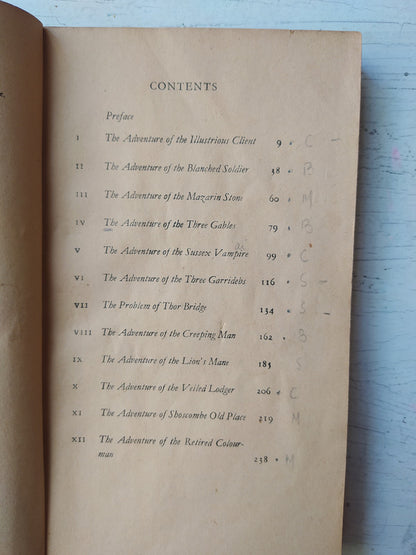 CONTENTS
Preface
I The Adventure of the Illustrious Client 9 • C –
II The Adventure of the Blanched Soldier 38 • B
III The Adventure of the Mazarin Stone 60 • M
IV The Adventure of the Three Gables 79 • B
V The Adventure of the Sussex Vampire 99 • C
VI The Adventure of the Three Garridebs 116 • S –
VII The Problem of Thor Bridge 134 • S –
VIII The Adventure of the Creeping Man 162 • B
IX The Adventure of the Lion's Mane 185 S
X The Adventure of the Veiled Lodger 206 • C
XI The Adventure of Shoscombe Old Place 219 M
XII The Adventure of the Retired Colour-
man 238 • M